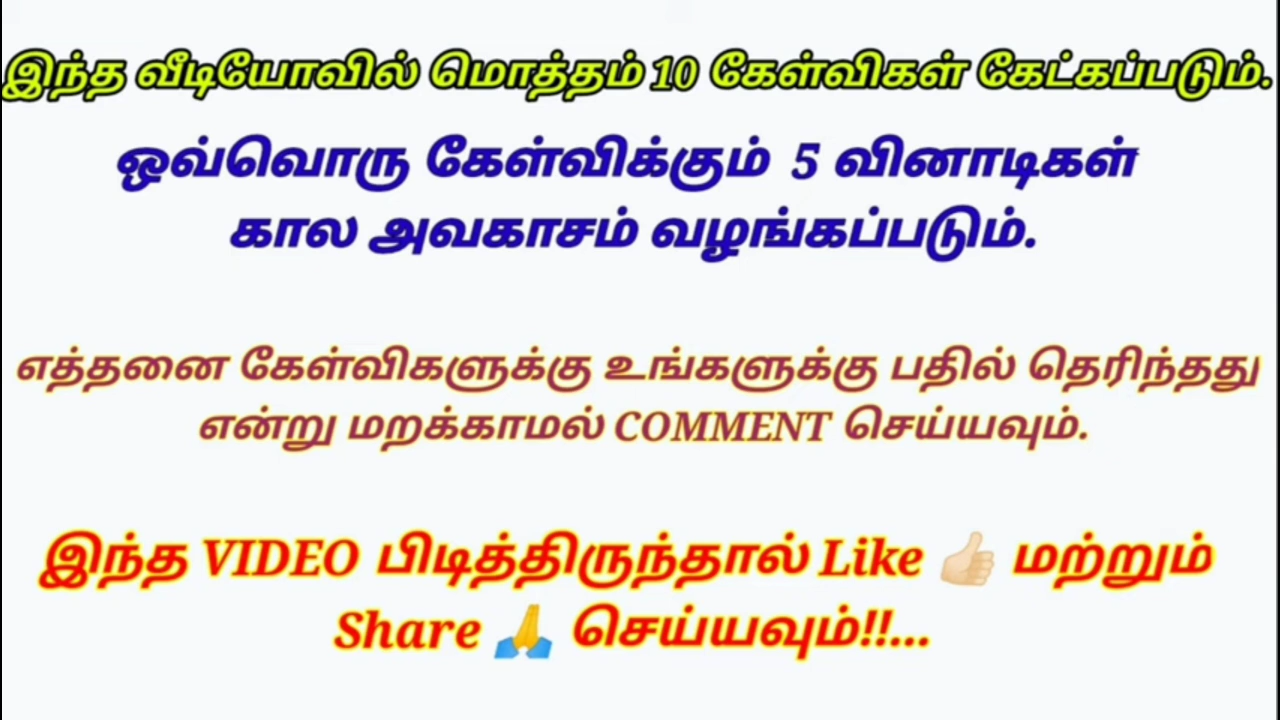 இந்த வீடியோவில் மொத்தம் 10 கேள்விகள் கேட்கப்படும்.
ஒவ்வொரு கேள்விக்கும் 5 வினாடிகள்
கால அவகாசம் வழங்கப்படும்.
எத்தனை கேள்விகளுக்கு உங்களுக்கு பதில் தெரிந்தது
என்று மறக்காமல் COMMENT செய்யவும்.
இந்த VIDEO பிடித்திருந்தால் Like 👍🏻 மற்றும்
Share 🙏 செய்யவும்!!...